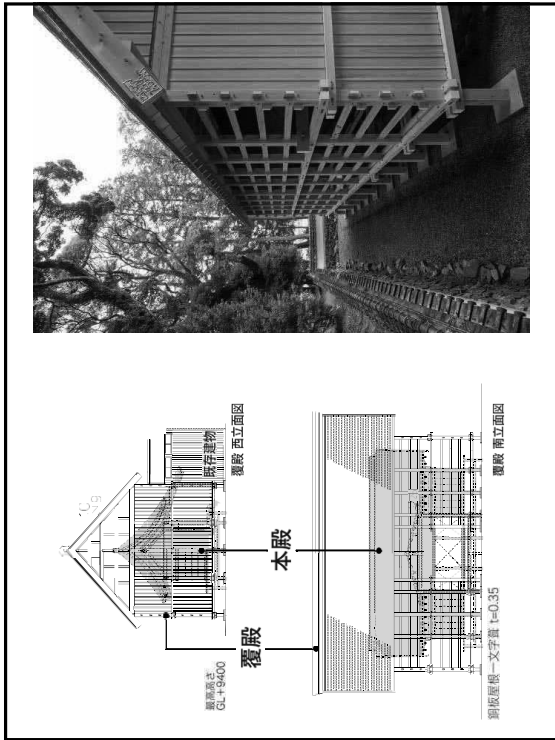 既存建物
覆殿 西立面図
最高高さ
GL+9400
覆殿
本殿
覆殿 南立面図
銅板屋根一文字葺 t=0.35